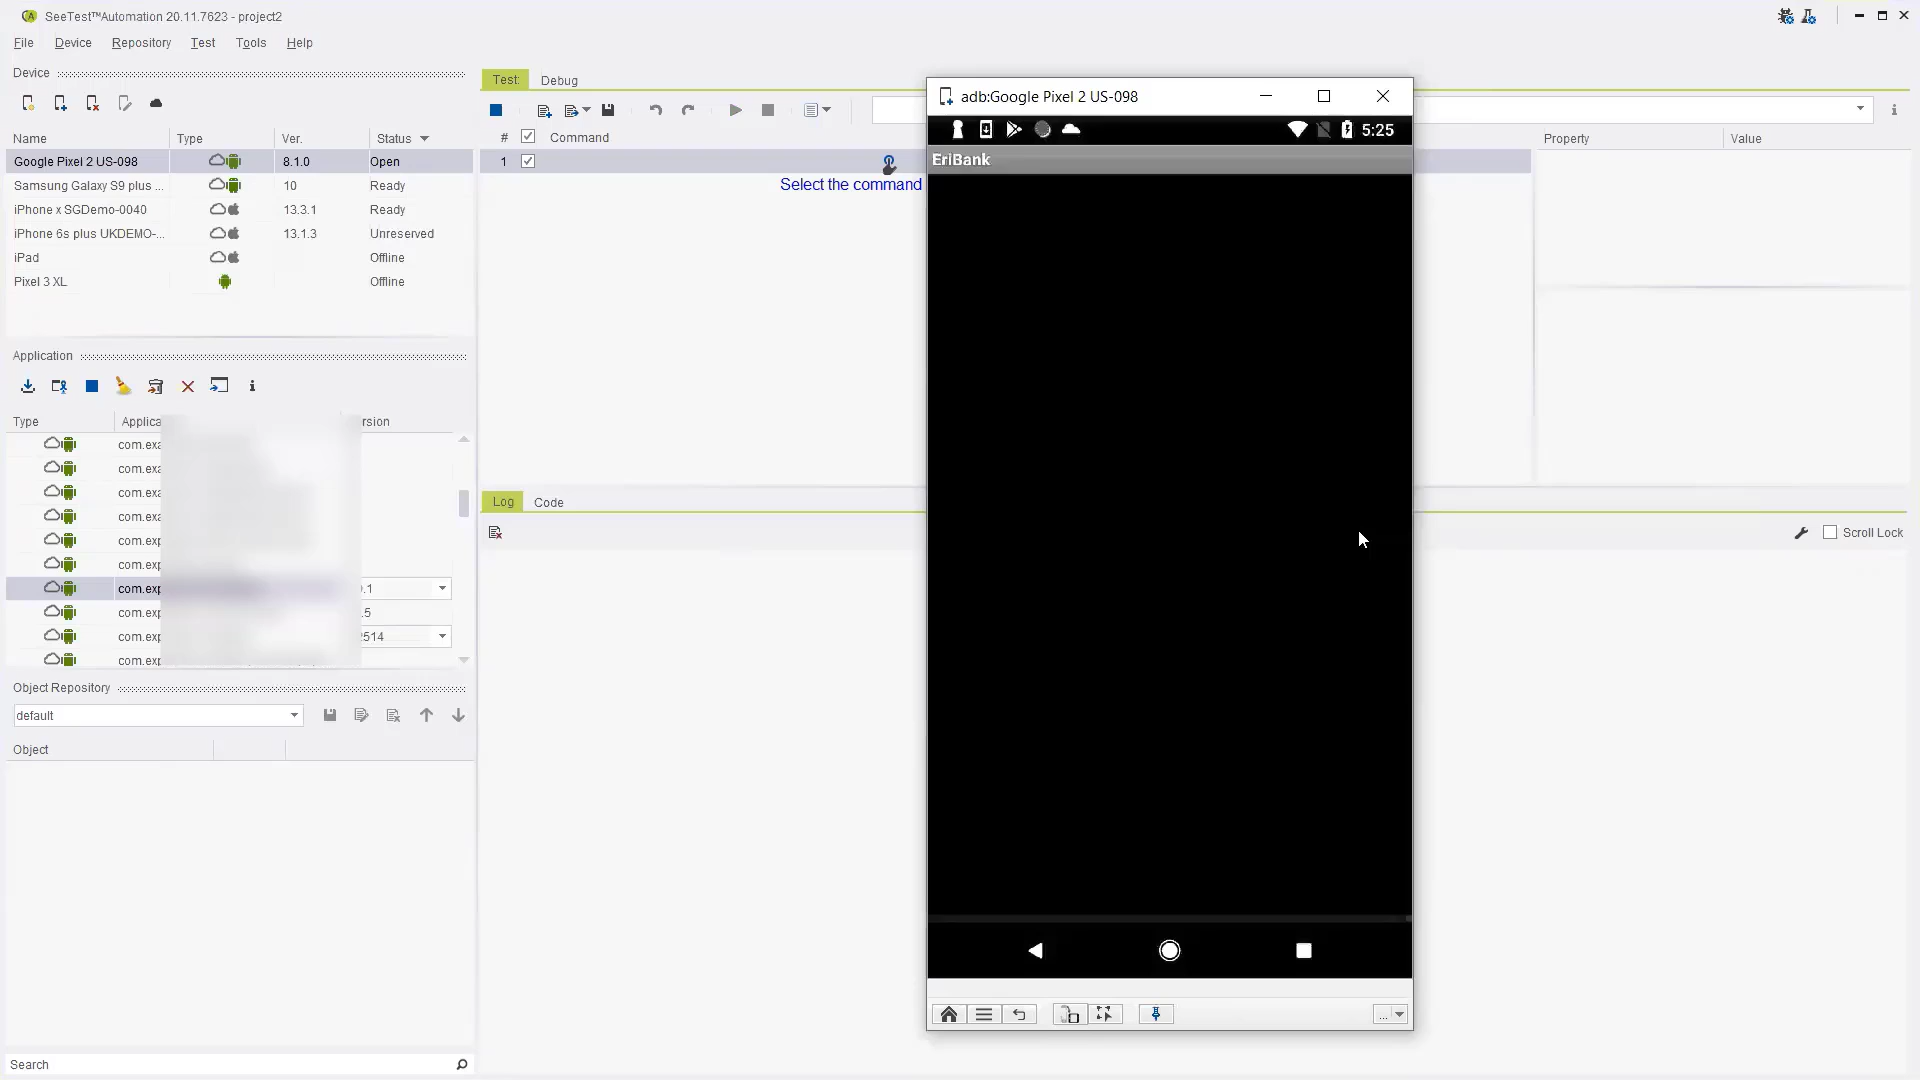 SeeTest™Automation 20.11.7623 - project2
File Device Repository Test Tools Help
Device
Name Type Ver. Status
Google Pixel 2 US-098 8.1.0 Open
Samsung Galaxy S9 plus ... 10 Ready
iPhone x SGDemo-0040 13.3.1 Ready
iPhone 6s plus UKDEMO-... 13.1.3 Unreserved
iPad Offline
Pixel 3 XL Offline
Application
Type Applica rsion
com.exa
com.exa
com.exa
com.exa
com.exp
com.exp
com.exp .1
com.exp .5
com.exp 2514
com.exp
Object Repository
default
Object
Search
Test Debug
# Command
1
Select the command
Log Code
adb:Google Pixel 2 US-098
5:25
EriBank
...
Property Value
Scroll Lock